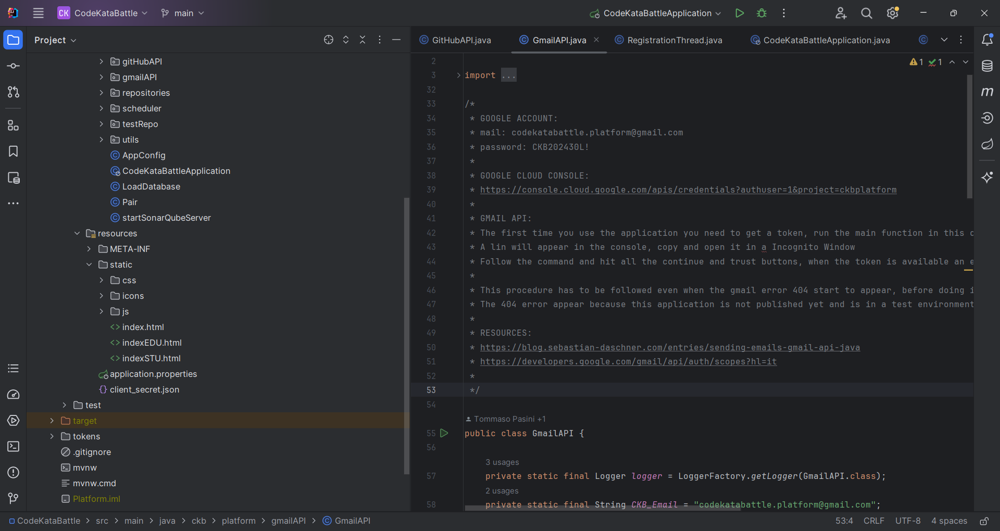 CK CodeKataBattle main CodeKataBattleApplication
Project
gitHubAPI
gmailAPI
repositories
scheduler
testRepo
utils
AppConfig
CodeKataBattleApplication
LoadDatabase
Pair
startSonarQubeServer
resources
META-INF
static
css
icons
js
index.html
indexEDU.html
indexSTU.html
application.properties
client_secret.json
test
target
tokens
.gitignore
mvnw
mvnw.cmd
Platform.iml
GitHubAPI.java GmailAPI.java RegistrationThread.java CodeKataBattleApplication.java
1 1
2
3 import ...
32
33 /*
34 * GOOGLE ACCOUNT:
35 * mail: codekatabattle.platform@gmail.com
36 * password: CKB202430L!
37 *
38 * GOOGLE CLOUD CONSOLE:
39 * https://console.cloud.google.com/apis/credentials?authuser=1&project=ckbplatform
40 *
41 * GMAIL API:
42 * The first time you use the application you need to get a token, run the main function in this c
43 * A lin will appear in the console, copy and open it in a Incognito Window
44 * Follow the command and hit all the continue and trust buttons, when the token is available an e
45 *
46 * This procedure has to be followed even when the gmail error 404 start to appear, before doing i
47 * The 404 error appear because this application is not published yet and is in a test environment
48 *
49 * RESOURCES:
50 * https://blog.sebastian-daschner.com/entries/sending-emails-gmail-api-java
51 * https://developers.google.com/gmail/api/auth/scopes?hl=it
52 *
53 */
54
Tommaso Pasini +1
55 public class GmailAPI {
56
3 usages
57 private static final Logger logger = LoggerFactory.getLogger(GmailAPI.class);
2 usages
58 private static final String CKB_Email = "codekatabattle.platform@gmail.com";
CodeKataBattle > src > main > java > ckb > platform > gmailAPI > GmailAPI 53:4 CRLF UTF-8 4 spaces